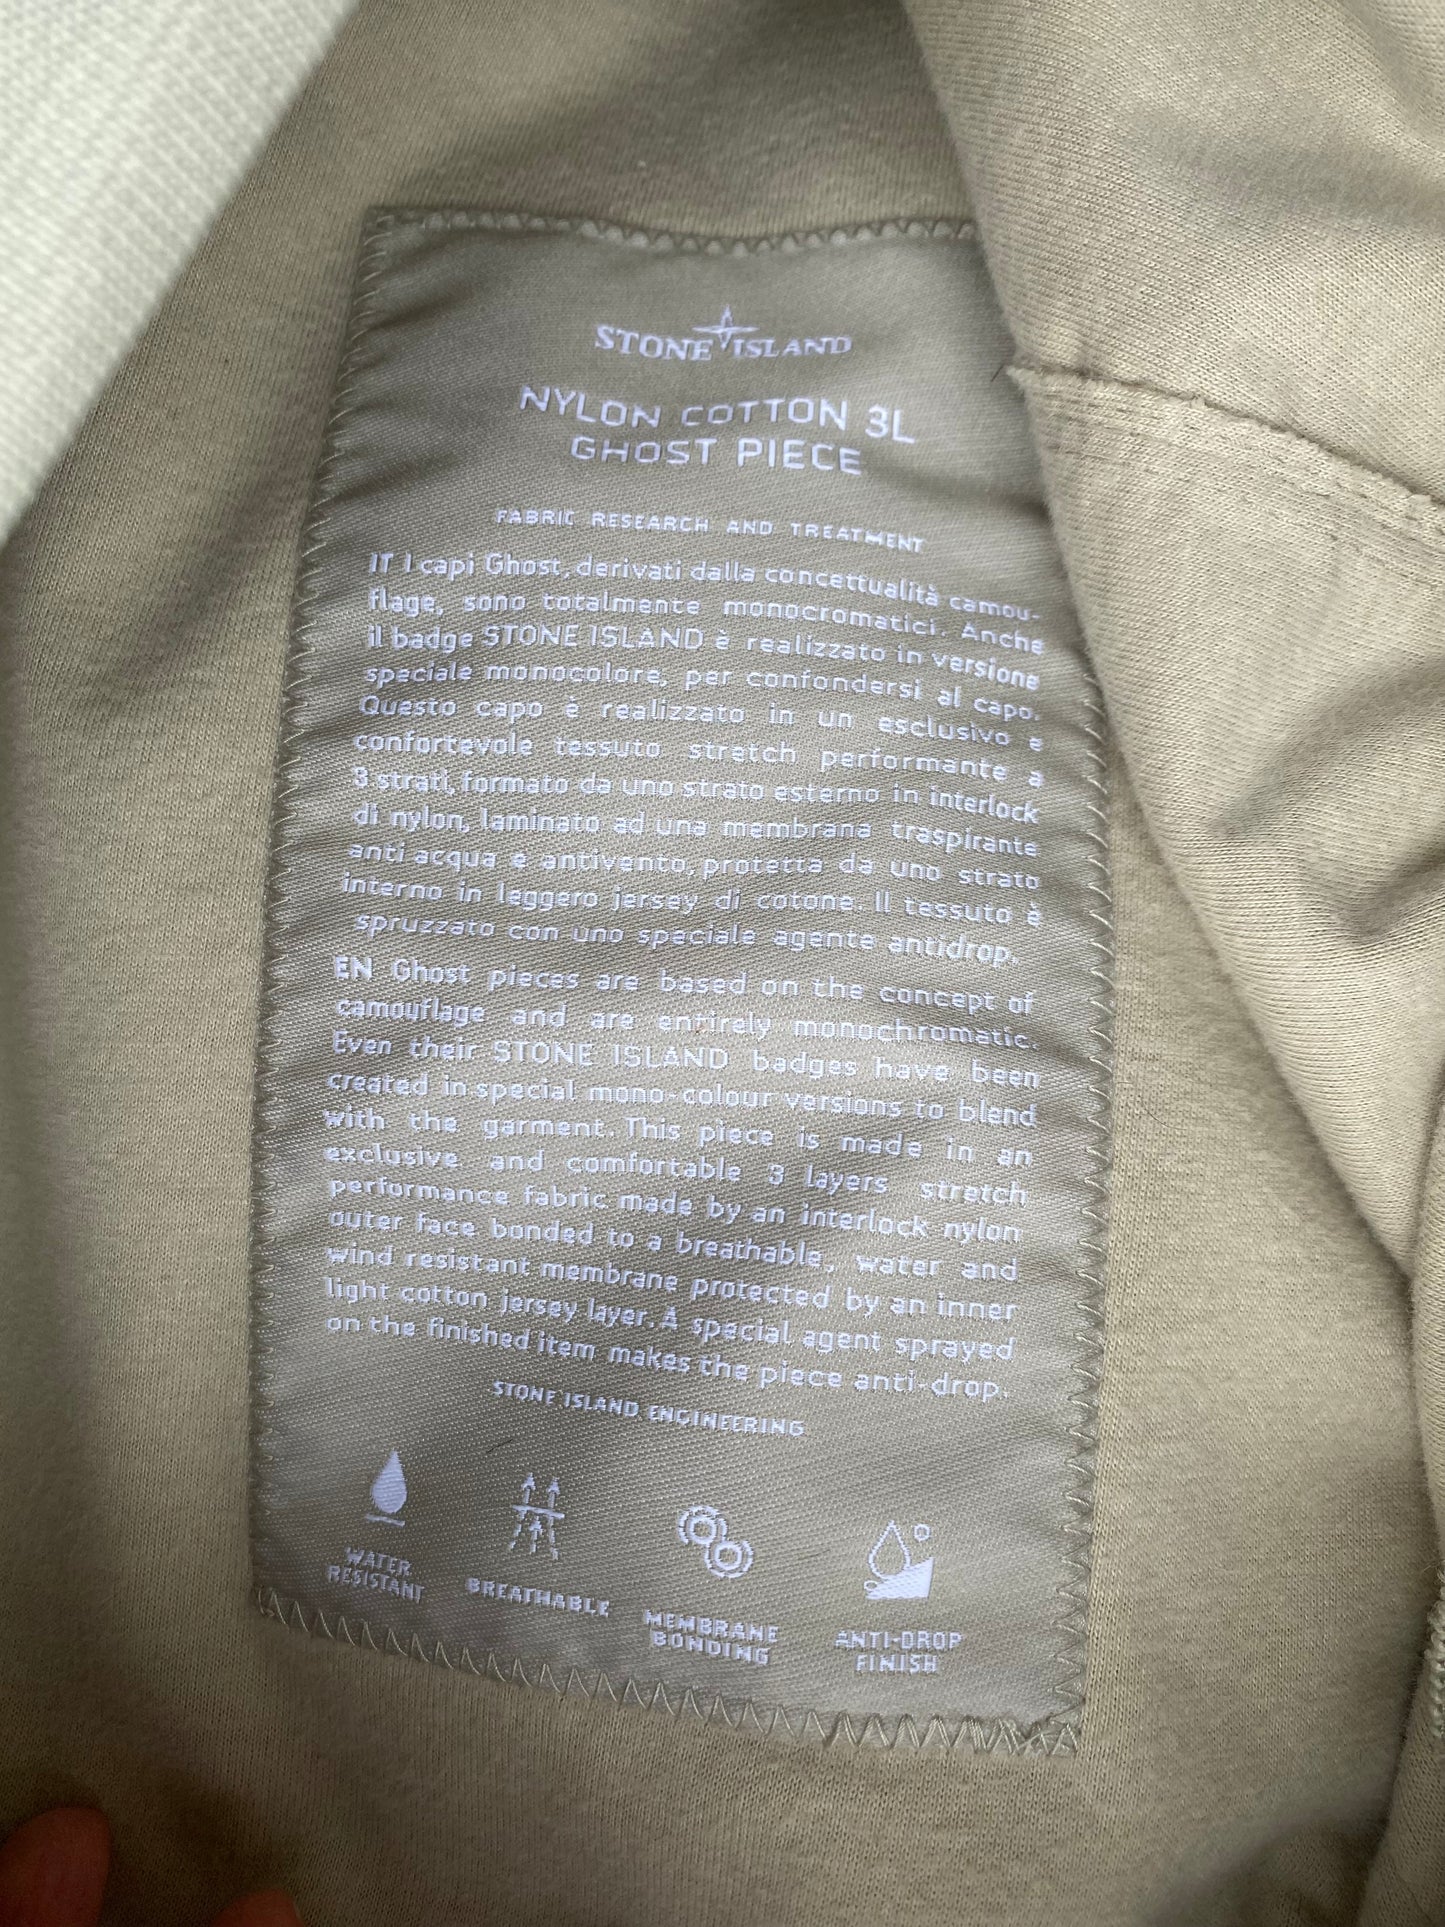 STONE ISLAND
NYLON COTTON 3L
GHOST PIECE
FABRIC RESEARCH AND TREATMENT
IT I capi Ghost, derivati dalla concettualità camou-
flage, sono totalmente monocromatici. Anche
il badge STONE ISLAND è realizzato in versione
speciale monocolore, per confondersi al capo.
Questo capo è realizzato in un esclusivo e
confortevole tessuto stretch performante a
3 strati, formato da uno strato esterno in interlock
di nylon, laminato ad una membrana traspirante
anti acqua e antivento, protetta da uno strato
interno in leggero jersey di cotone. Il tessuto è
spruzzato con uno speciale agente antidrop.
EN Ghost pieces are based on the concept of
camouflage and are entirely monochromatic.
Even their STONE ISLAND badges have been
created in special mono-colour versions to blend
with the garment. This piece is made in an
exclusive and comfortable 3 layers stretch
performance fabric made by an interlock nylon
outer face bonded to a breathable, water and
wind resistant membrane protected by an inner
light cotton jersey layer. A special agent sprayed
on the finished item makes the piece anti-drop.
STONE ISLAND ENGINEERING
WATER
RESISTANT
BREATHABLE
MEMBRANE
BONDING
ANTI-DROP
FINISH